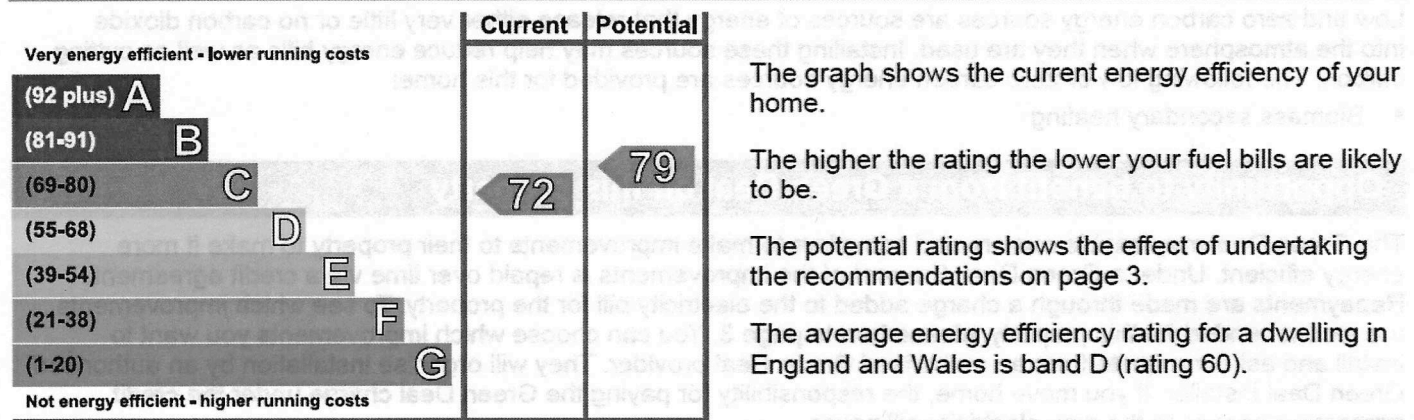 Current Potential
Very energy efficient - lower running costs
(92 plus) A
(81-91) B
(69-80) C
(55-68) D
(39-54) E
(21-38) F
(1-20) G
Not energy efficient - higher running costs
72
79
The graph shows the current energy efficiency of your
home.
The higher the rating the lower your fuel bills are likely
to be.
The potential rating shows the effect of undertaking
the recommendations on page 3.
The average energy efficiency rating for a dwelling in
England and Wales is band D (rating 60).